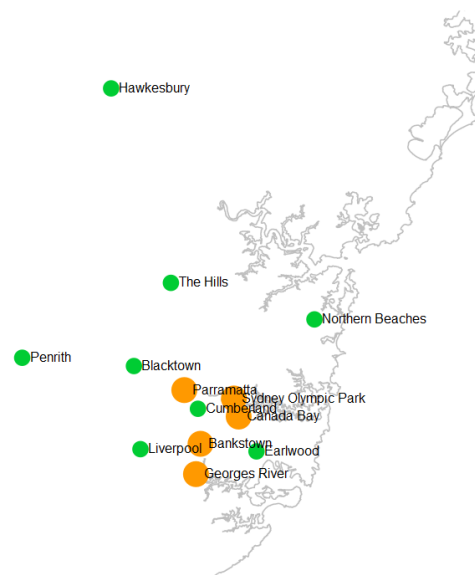 Hawkesbury
The Hills
Northern Beaches
Penrith
Blacktown
Parramatta
Sydney Olympic Park
Cumberland
Canada Bay
Bankstown
Liverpool
Earlwood
Georges River